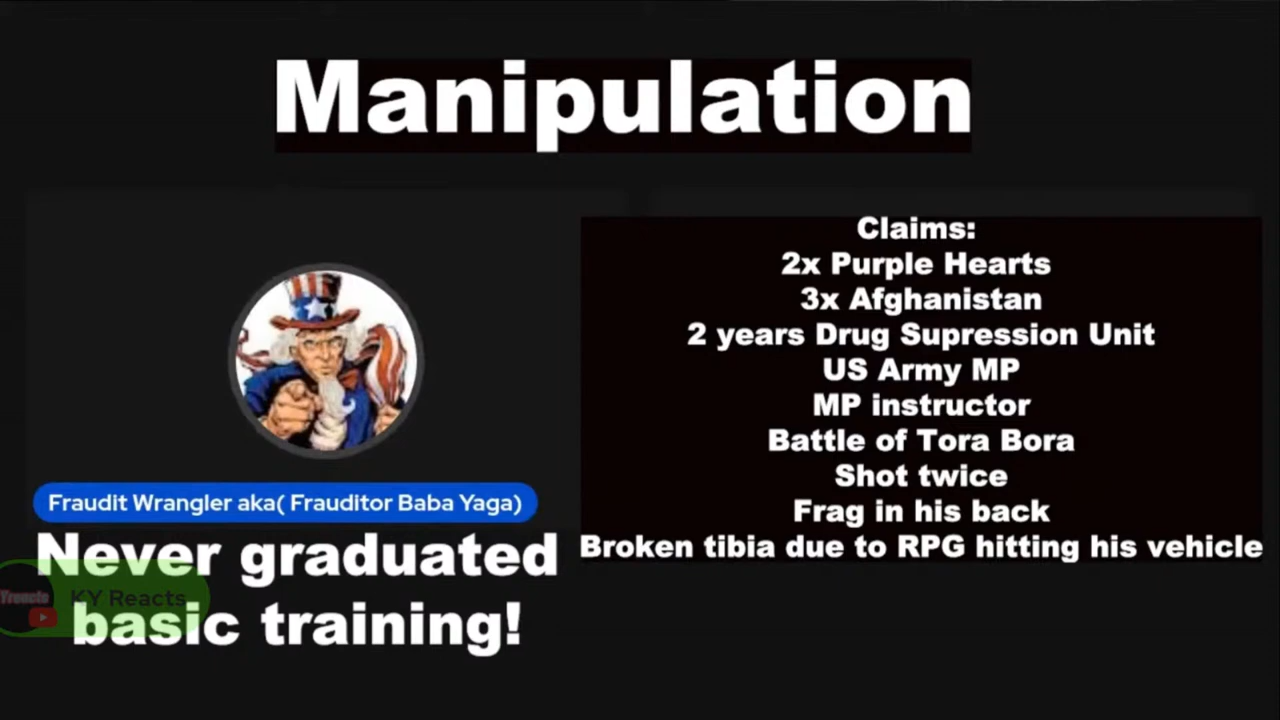 Manipulation
Claims:
2x Purple Hearts
3x Afghanistan
2 years Drug Supression Unit
US Army MP
MP instructor
Battle of Tora Bora
Shot twice
Frag in his back
Broken tibia due to RPG hitting his vehicle
Fraudit Wrangler aka( Frauditor Baba Yaga)
Never graduated
basic training!
KY Reacts